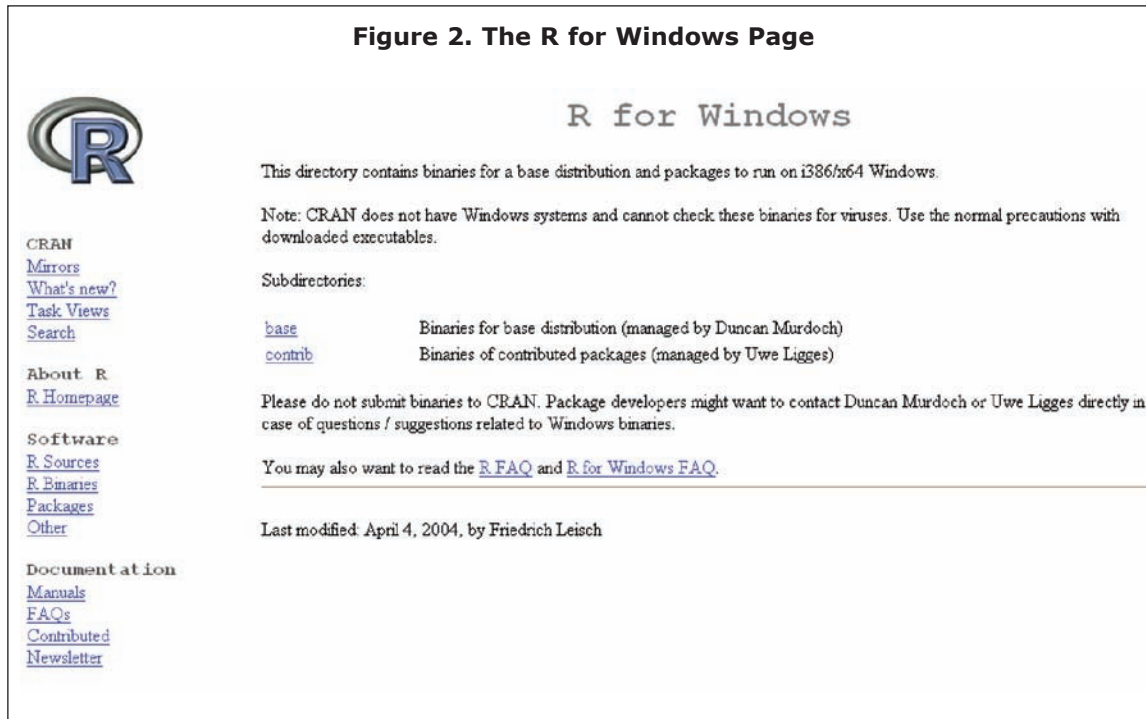 Figure 2. The R for Windows Page
R
CRAN
Mirrors
What's new?
Task Views
Search
About R
R Homepage
Software
R Sources
R Binaries
Packages
Other
Documentation
Manuals
FAQs
Contributed
Newsletter
R for Windows
This directory contains binaries for a base distribution and packages to run on i386/x64 Windows.
Note: CRAN does not have Windows systems and cannot check these binaries for viruses. Use the normal precautions with
downloaded executables.
Subdirectories:
base Binaries for base distribution (managed by Duncan Murdoch)
contrib Binaries of contributed packages (managed by Uwe Ligges)
Please do not submit binaries to CRAN. Package developers might want to contact Duncan Murdoch or Uwe Ligges directly in
case of questions / suggestions related to Windows binaries.
You may also want to read the R FAQ and R for Windows FAQ.
Last modified: April 4, 2004, by Friedrich Leisch